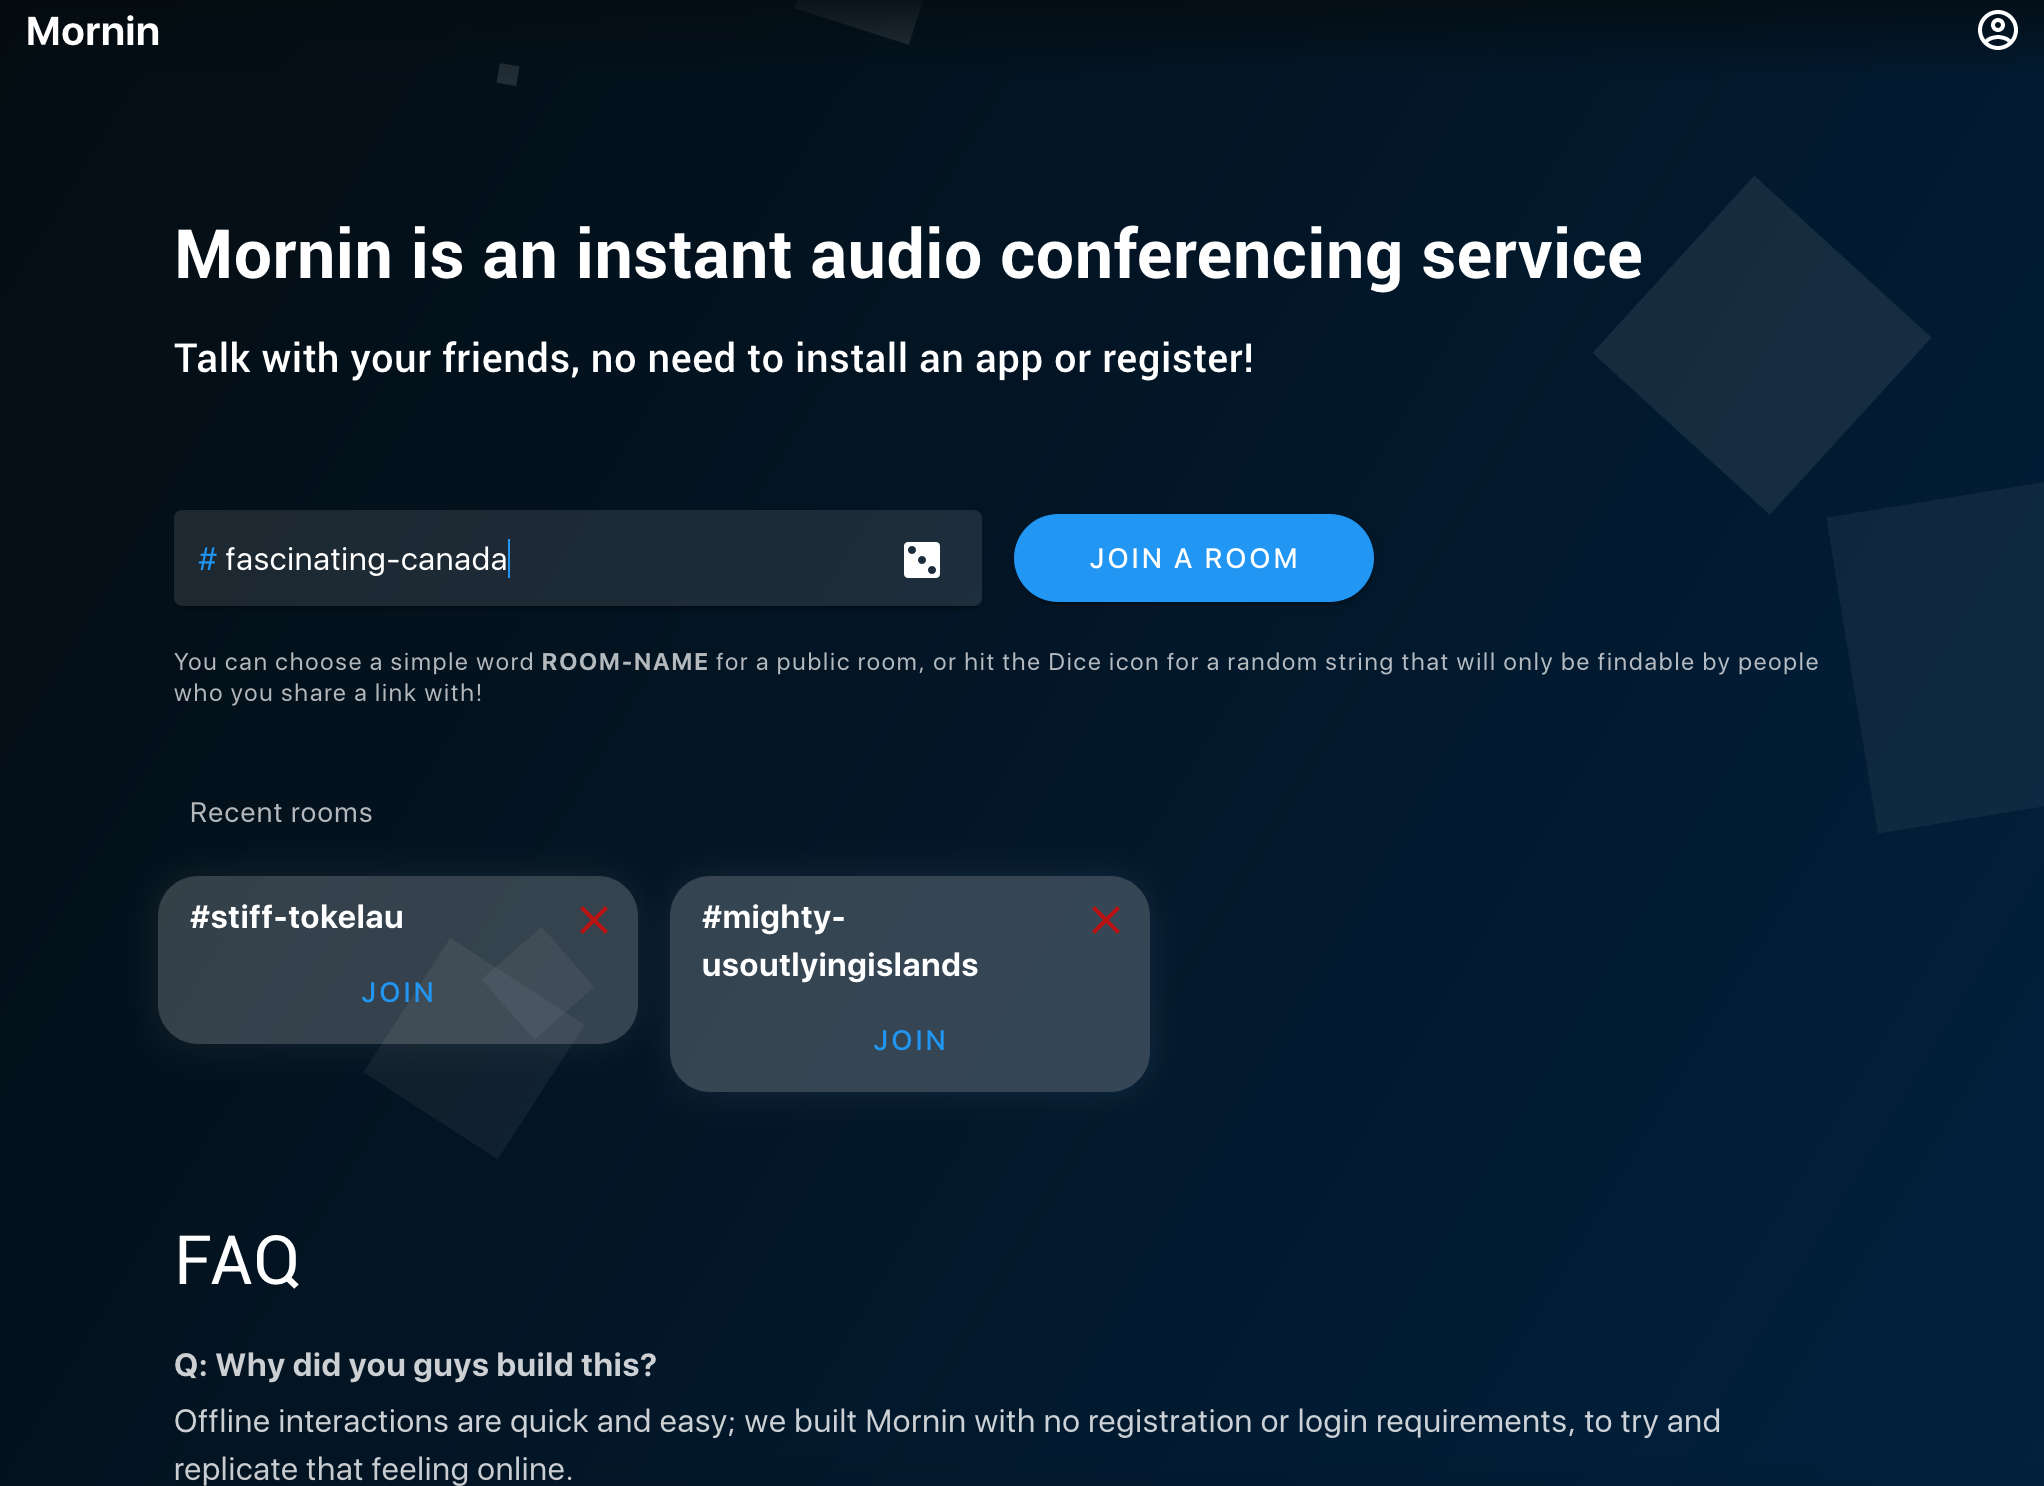 Mornin
Mornin is an instant audio conferencing service
Talk with your friends, no need to install an app or register!
# fascinating-canada
JOIN A ROOM
You can choose a simple word ROOM-NAME for a public room, or hit the Dice icon for a random string that will only be findable by people
who you share a link with!
Recent rooms
#stiff-tokelau
JOIN
#mighty-
usoutlyingislands
JOIN
FAQ
Q: Why did you guys build this?
Offline interactions are quick and easy; we built Mornin with no registration or login requirements, to try and
replicate that feeling online.